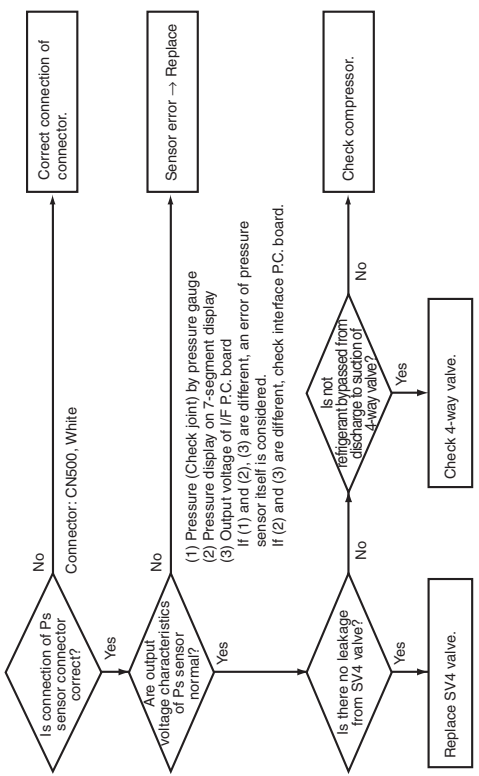 Is connection of Ps
sensor connector
correct?
No
Connector: CN500, White
Correct connection of
connector.
Yes
Are output
voltage characteristics
of Ps sensor
normal?
No
Sensor error → Replace
(1) Pressure (Check joint) by pressure gauge
(2) Pressure display on 7-segment display
(3) Output voltage of I/F P.C. board
If (1) and (2), (3) are different, an error of pressure
sensor itself is considered.
If (2) and (3) are different, check interface P.C. board.
Yes
Is there no leakage
from SV4 valve?
No
Is not
refrigerant bypassed from
discharge to suction of
4-way valve?
No
Check compressor.
Yes
Replace SV4 valve.
Yes
Check 4-way valve.